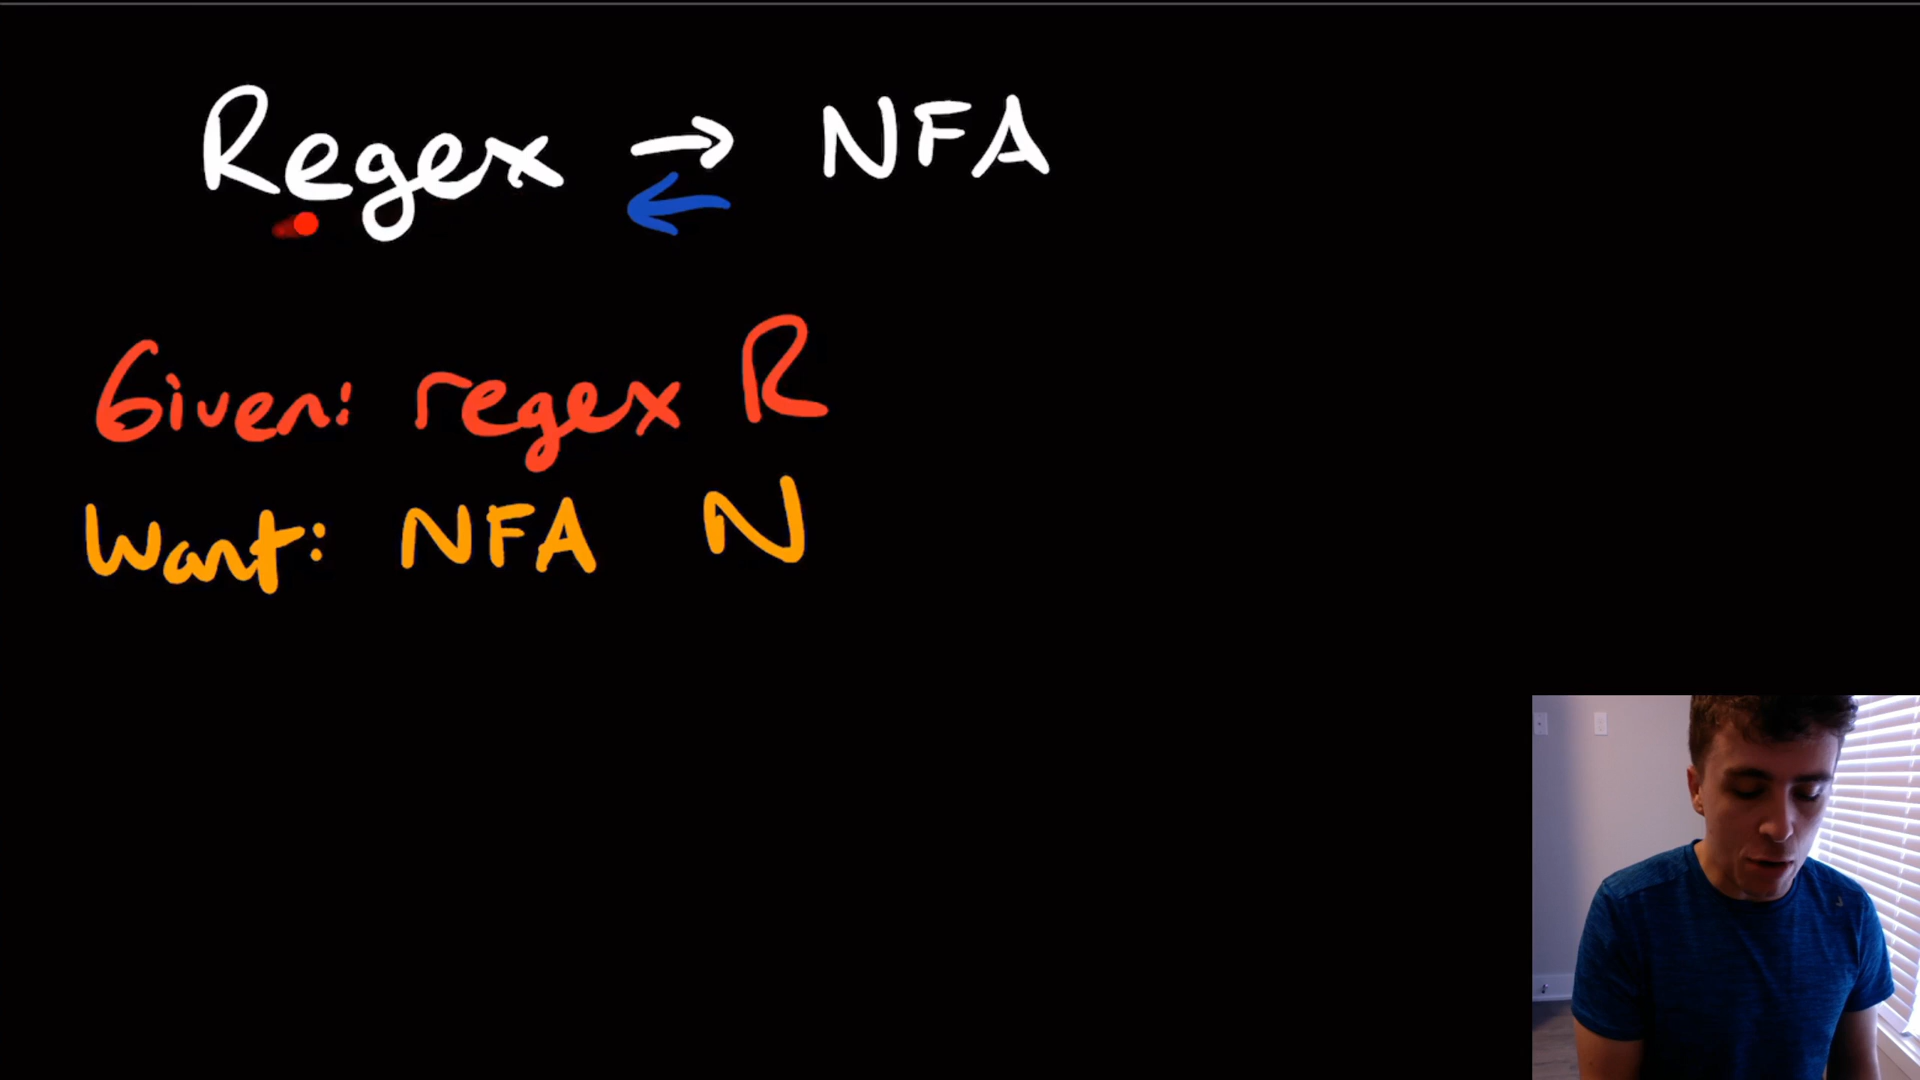 Regex → NFA
←
Given: regex R
Want: NFA N